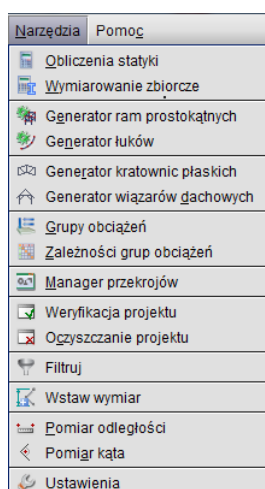 Narzędzia Pomoc
Obliczenia statyki
Wymiarowanie zbiorcze
Generator ram prostokątnych
Generator łuków
Generator kratownic płaskich
Generator wiązarów dachowych
Grupy obciążeń
Zależności grup obciążeń
Manager przekrojów
Weryfikacja projektu
Oczyszczanie projektu
Filtruj
Wstaw wymiar
Pomiar odległości
Pomiar kąta
Ustawienia